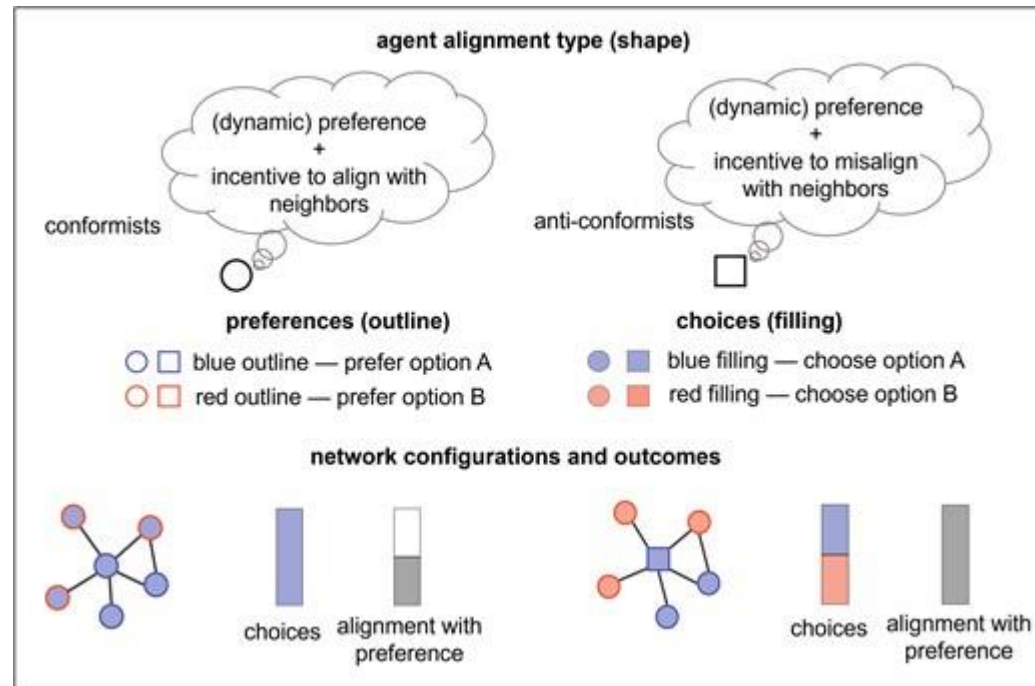 agent alignment type (shape)
(dynamic) preference
+
incentive to align with
neighbors
conformists
(dynamic) preference
+
incentive to misalign
with neighbors
anti-conformists
preferences (outline)
blue outline — prefer option A
red outline — prefer option B
choices (filling)
blue filling — choose option A
red filling — choose option B
network configurations and outcomes
choices
alignment with
preference
choices
alignment with
preference